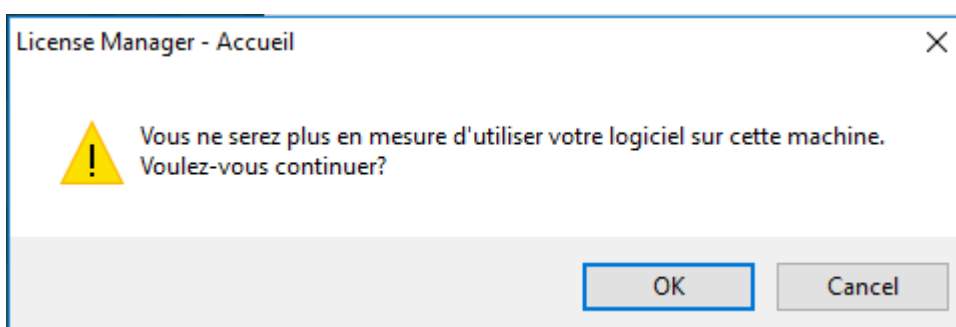 License Manager - Accueil
Vous ne serez plus en mesure d'utiliser votre logiciel sur cette machine.
Voulez-vous continuer?
OK
Cancel